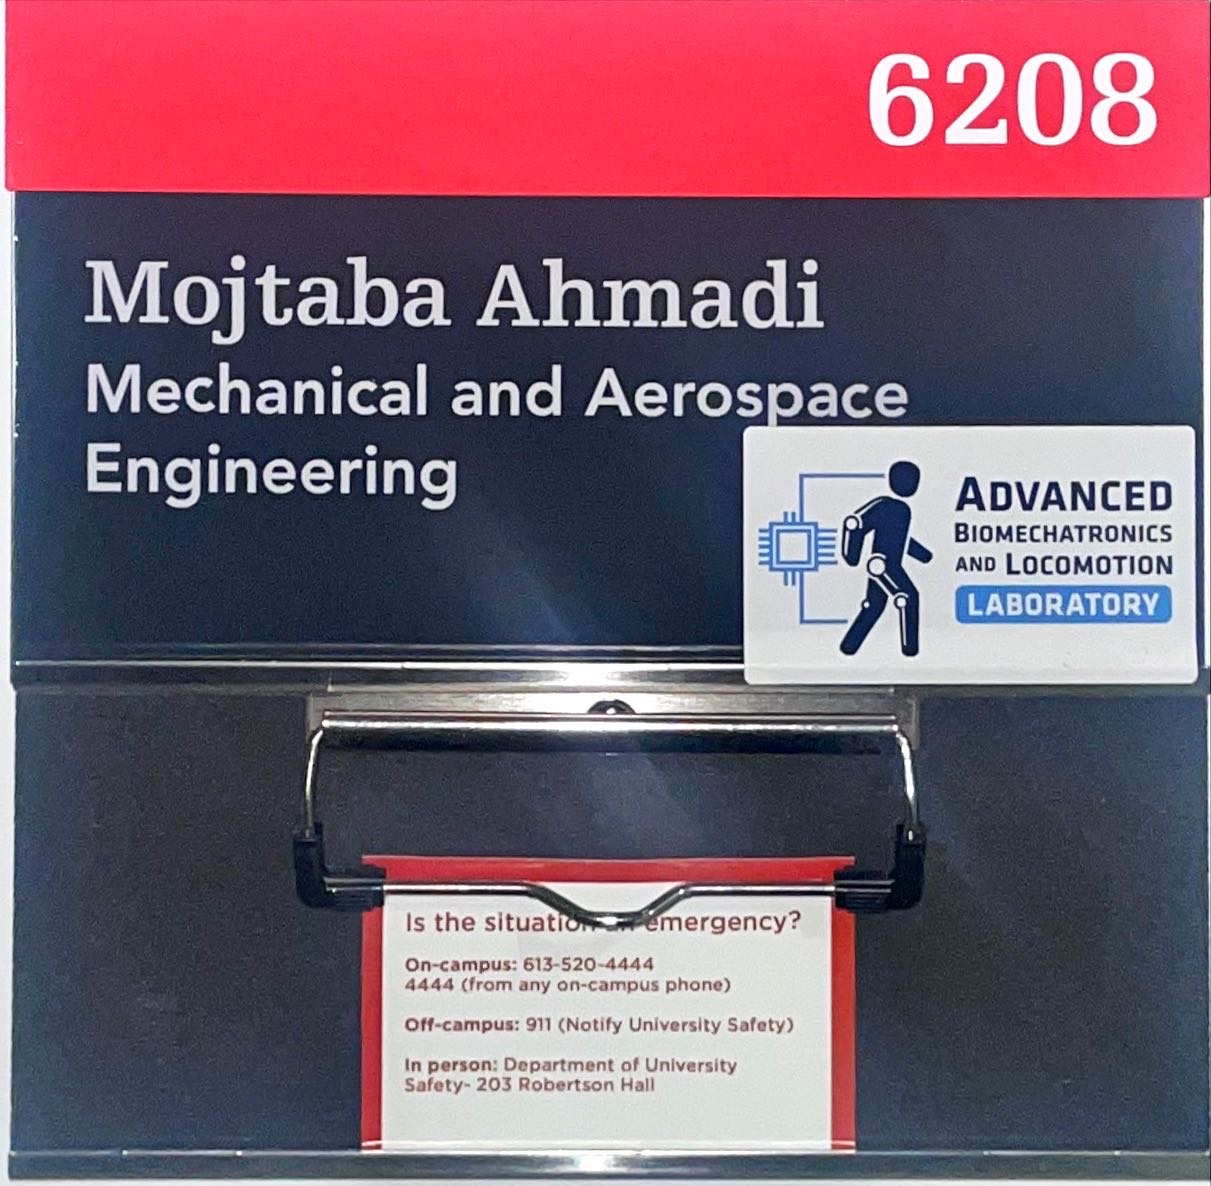 6208
Mojtaba Ahmadi
Mechanical and Aerospace
Engineering
ADVANCED
BIOMECHATRONICS
AND LOCOMOTION
LABORATORY
Is the situation an emergency?
On-campus: 613-520-4444
4444 (from any on-campus phone)
Off-campus: 911 (Notify University Safety)
In person: Department of University
Safety- 203 Robertson Hall